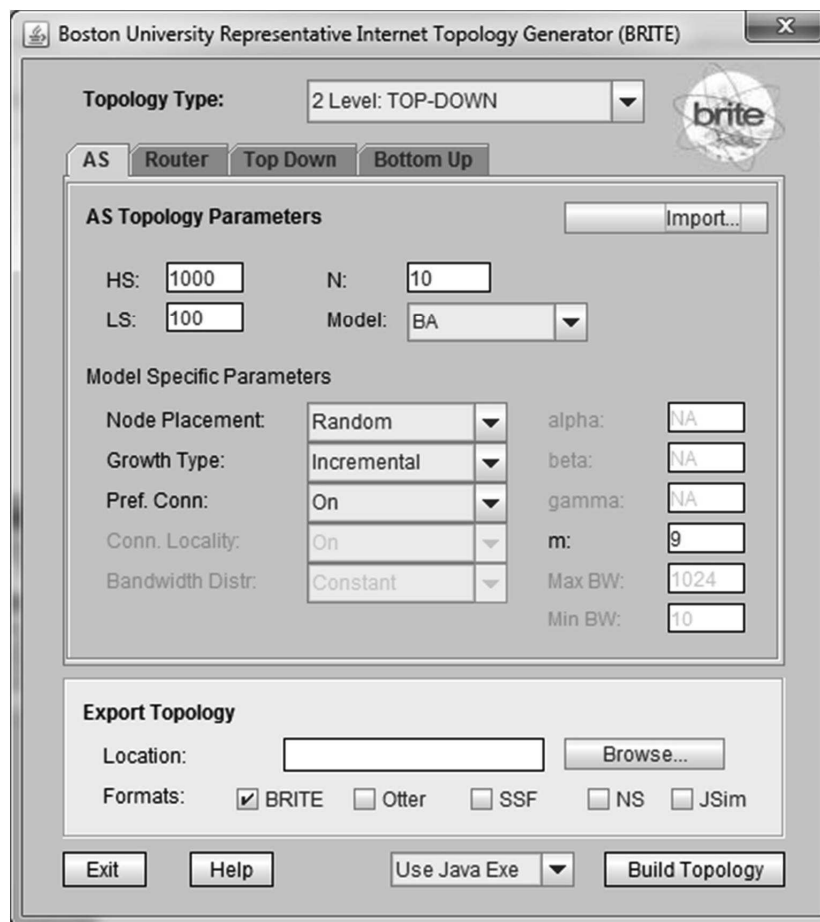 Boston University Representative Internet Topology Generator (BRITE)
Topology Type: 2 Level: TOP-DOWN
brite
AS Router Top Down Bottom Up
AS Topology Parameters Import...
HS: 1000 N: 10
LS: 100 Model: BA
Model Specific Parameters
Node Placement: Random alpha: NA
Growth Type: Incremental beta: NA
Pref. Conn: On gamma: NA
Conn. Locality: On m: 9
Bandwidth Distr: Constant Max BW: 1024
Min BW: 10
Export Topology
Location: Browse...
Formats: BRITE Otter SSF NS JSim
Exit Help Use Java Exe Build Topology